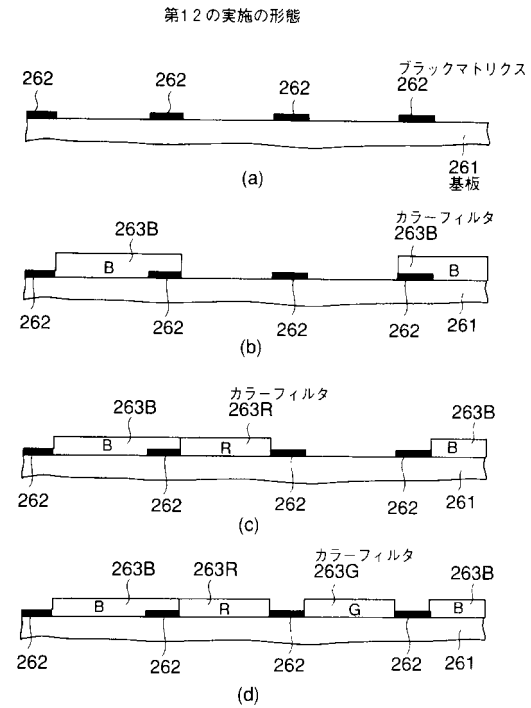 第12の実施の形態
ブラックマトリクス
262 262 262 262
261
基板
(a)
カラーフィルタ
263B 263B
B B
262 262 262 262 261
(b)
カラーフィルタ
263B 263R 263B
B R B
262 262 262 262 261
(c)
カラーフィルタ
263B 263R 263G 263B
B R G B
262 262 262 262 261
(d)